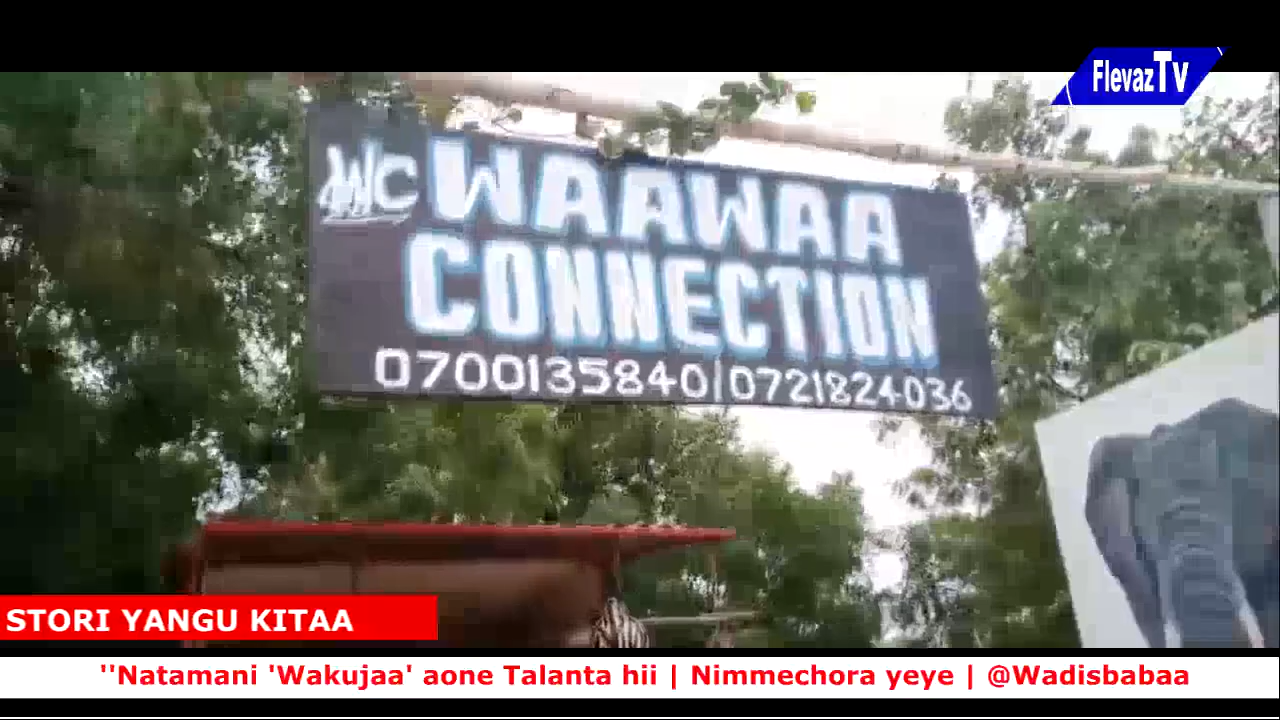 FlevazTV
WC WAAWAA
CONNECTION
0700135840|0721824036
STORI YANGU KITAA
''Natamani 'Wakujaa' aone Talanta hii | Nimmechora yeye | @Wadisbabaa